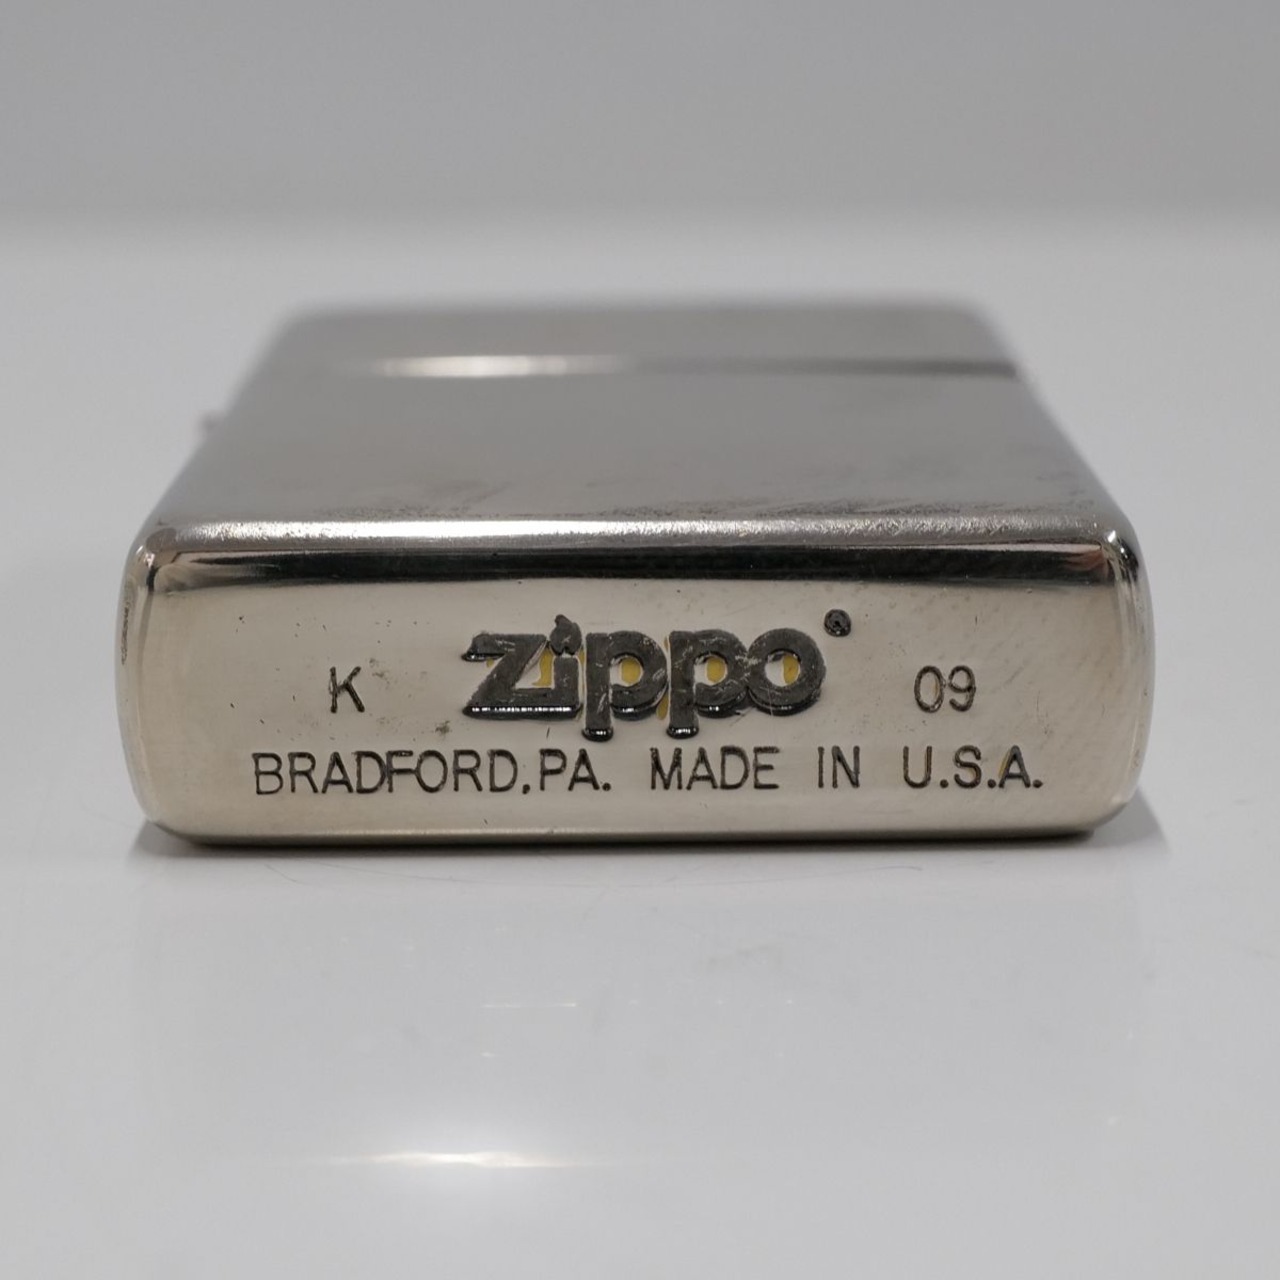 K zippo® 09
BRADFORD,PA. MADE IN U.S.A.